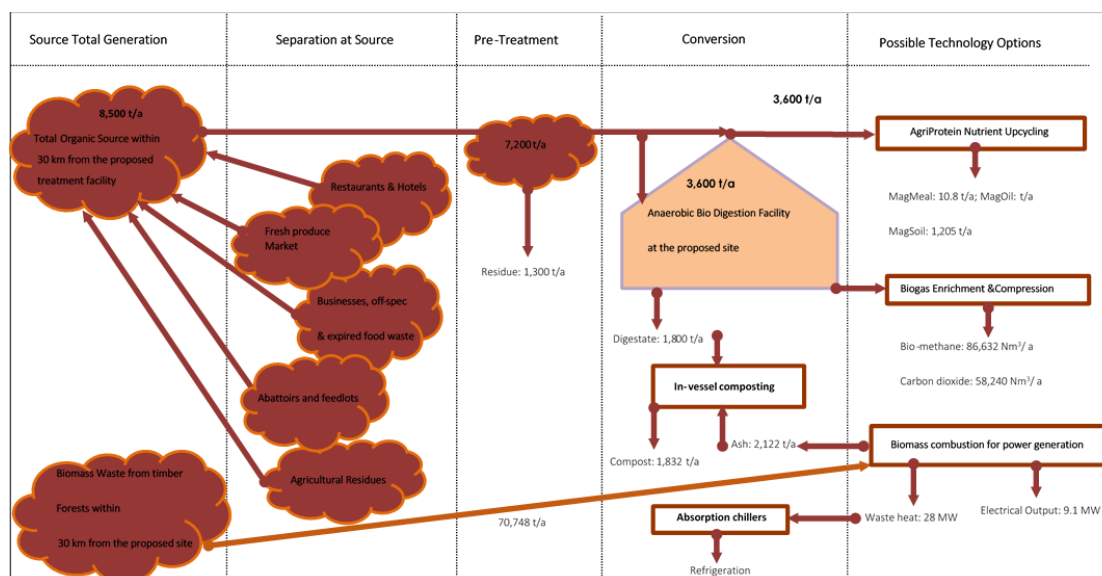 Source Total Generation
Separation at Source
Pre-Treatment
Conversion
Possible Technology Options
8,500 t/a
Total Organic Source within
30 km from the proposed
treatment facility
Restaurants & Hotels
Fresh produce
Market
Businesses, off-spec
& expired food waste
Abattoirs and feedlots
Agricultural Residues
Biomass Waste from timber
Forests within
30 km from the proposed site
7,200 t/a
Residue: 1,300 t/a
3,600 t/a
3,600 t/a
Anaerobic Bio Digestion Facility
at the proposed site
Digestate: 1,800 t/a
In-vessel composting
Ash: 2,122 t/a
Compost: 1,832 t/a
70,748 t/a
Absorption chillers
Refrigeration
AgriProtein Nutrient Upcycling
MagMeal: 10.8 t/a; MagOil: t/a
MagSoil: 1,205 t/a
Biogas Enrichment &Compression
Bio-methane: 86,632 Nm³/ a
Carbon dioxide: 58,240 Nm³/ a
Biomass combustion for power generation
Waste heat: 28 MW
Electrical Output: 9.1 MW